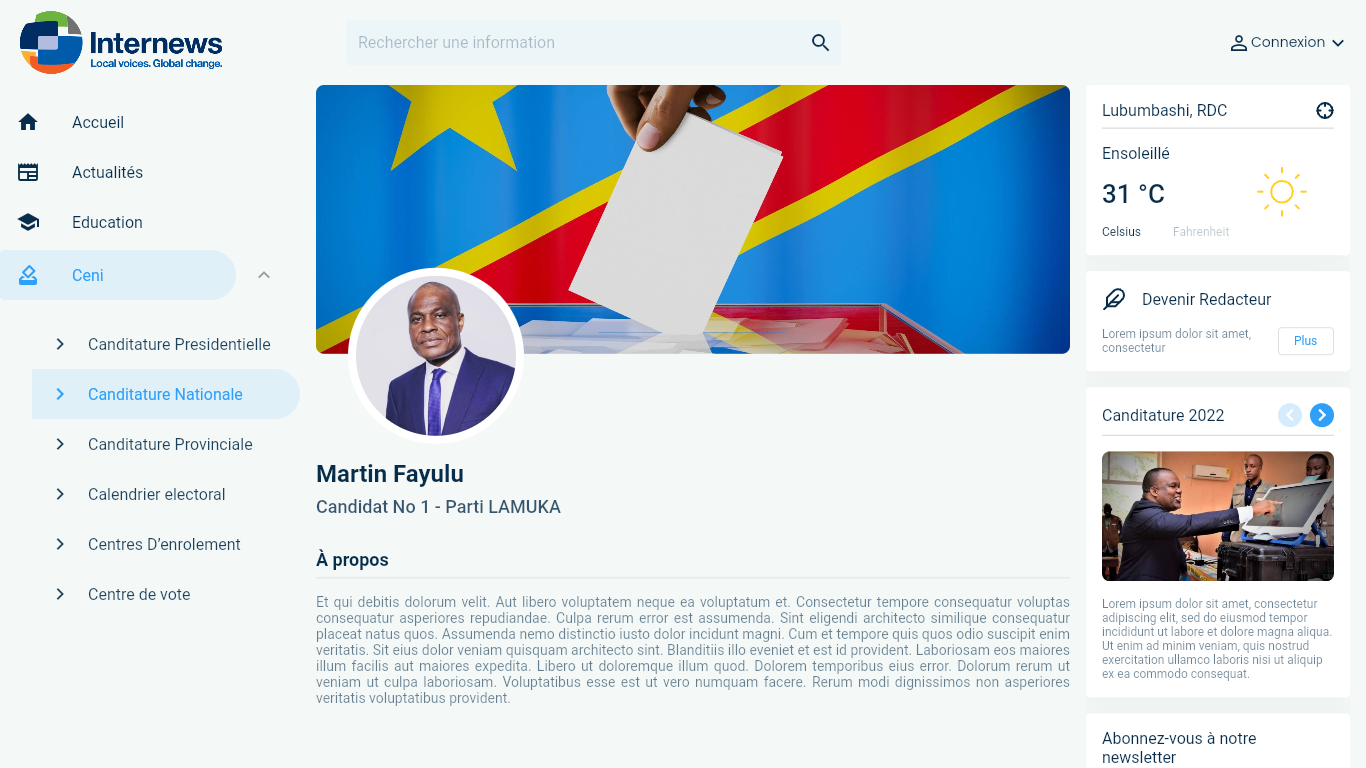 Internews
Local voices. Global change.
Rechercher une information
Connexion
Accueil
Actualités
Education
Ceni
Canditature Presidentielle
Canditature Nationale
Canditature Provinciale
Calendrier electoral
Centres D’enrolement
Centre de vote
Martin Fayulu
Candidat No 1 - Parti LAMUKA
À propos
Et qui debitis dolorum velit. Aut libero voluptatem neque ea voluptatum et. Consectetur tempore consequatur voluptas
consequatur asperiores repudiandae. Culpa rerum error est assumenda. Sint eligendi architecto similique consequatur
placeat natus quos. Assumenda nemo distinctio iusto dolor incidunt magni. Cum et tempore quis quos odio suscipit enim
veritatis. Sit eius dolor veniam quisquam architecto sint. Blanditiis illo eveniet et est id provident. Laboriosam eos maiores
illum facilis aut maiores expedita. Libero ut doloremque illum quod. Dolorem temporibus eius error. Dolorum rerum ut
veniam ut culpa laboriosam. Voluptatibus esse est ut vero numquam facere. Rerum modi dignissimos non asperiores
veritatis voluptatibus provident.
Lubumbashi, RDC
Ensoleillé
31 °C
Celsius
Fahrenheit
Devenir Redacteur
Lorem ipsum dolor sit amet,
consectetur
Plus
Canditature 2022
Lorem ipsum dolor sit amet, consectetur
adipiscing elit, sed do eiusmod tempor
incididunt ut labore et dolore magna aliqua.
Ut enim ad minim veniam, quis nostrud
exercitation ullamco laboris nisi ut aliquip
ex ea commodo consequat.
Abonnez-vous à notre
newsletter